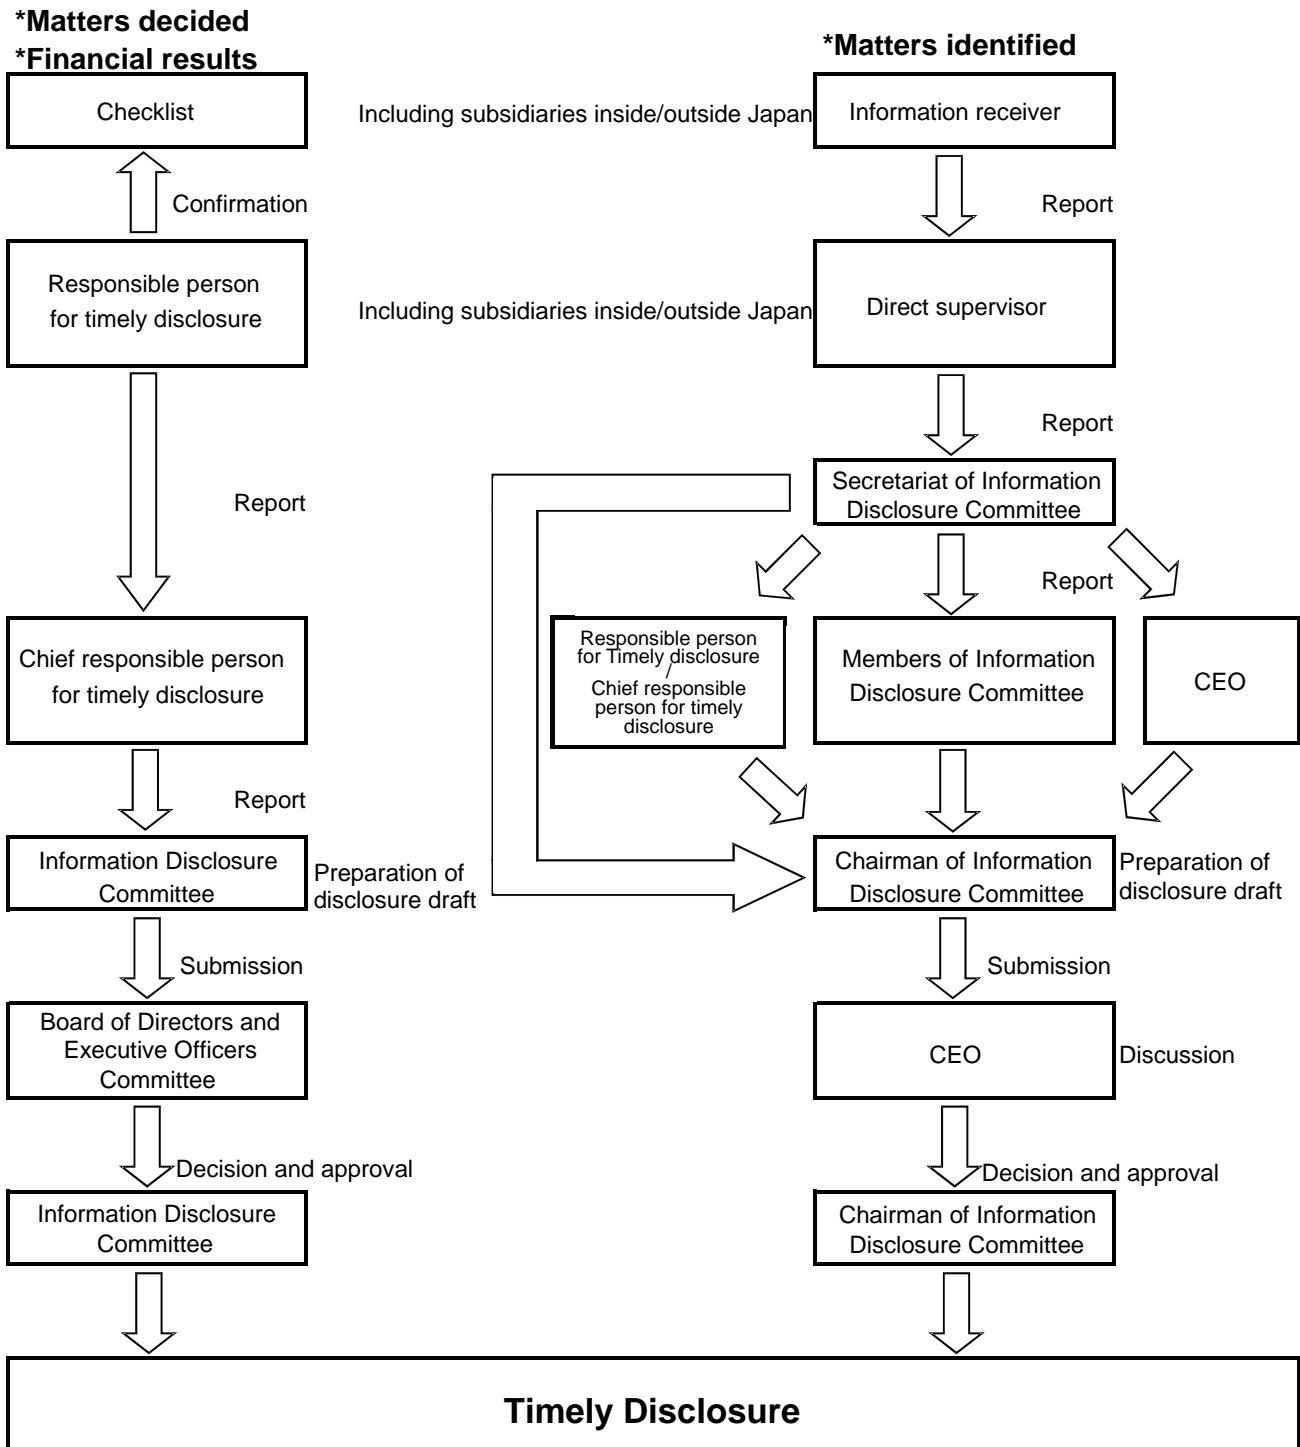 *Matters decided
*Financial results
*Matters identified
Checklist
Including subsidiaries inside/outside Japan
Information receiver
Confirmation
Report
Responsible person
for timely disclosure
Including subsidiaries inside/outside Japan
Direct supervisor
Report
Report
Secretariat of Information
Disclosure Committee
Report
Chief responsible person
for timely disclosure
Responsible person
for Timely disclosure
/
Chief responsible
person for timely
disclosure
Members of Information
Disclosure Committee
CEO
Report
Information Disclosure
Committee
Preparation of
disclosure draft
Chairman of Information
Disclosure Committee
Preparation of
disclosure draft
Submission
Submission
Board of Directors and
Executive Officers
Committee
CEO
Discussion
Decision and approval
Decision and approval
Information Disclosure
Committee
Chairman of Information
Disclosure Committee
Timely Disclosure